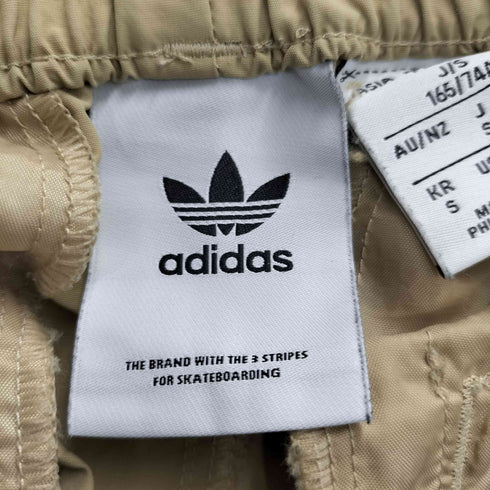 adidas
THE BRAND WITH THE 3 STRIPES
FOR SKATEBOARDING
J/S
165/74A
AU/NZ
KR
S